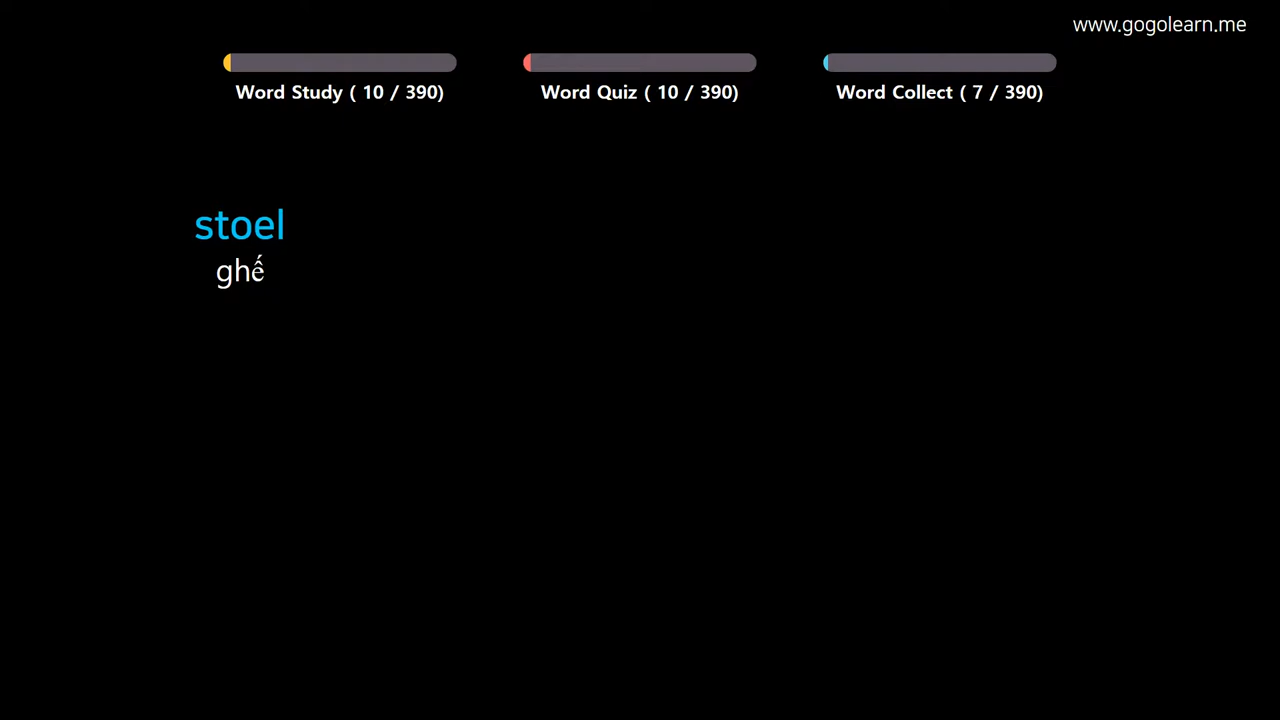 www.gogolearn.me
Word Study ( 10 / 390)
Word Quiz ( 10 / 390)
Word Collect ( 7 / 390)
stoel
ghế